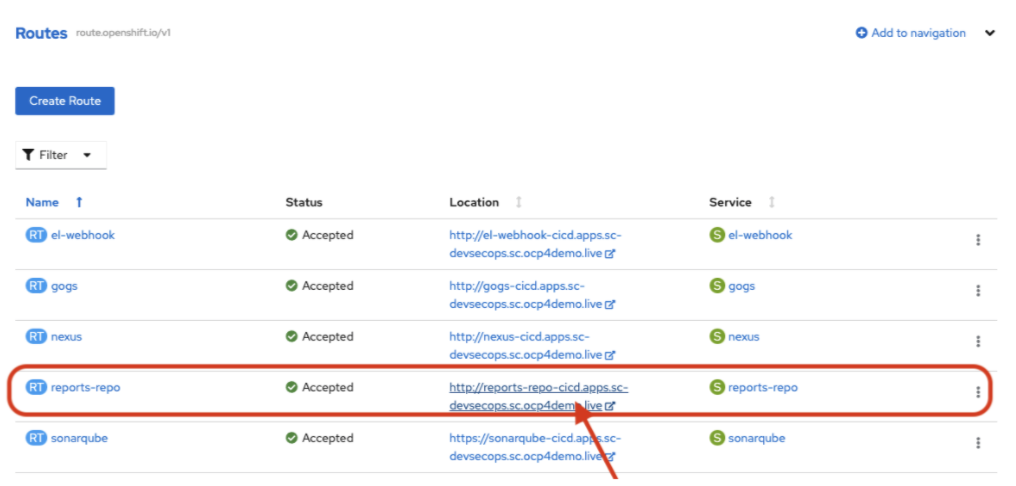 Routes route.openshift.io/v1 Add to navigation
Create Route
Filter
Name Status Location Service
RT el-webhook Accepted http://el-webhook-cicd.apps.sc- S el-webhook
devsecops.sc.ocp4demo.live
RT gogs Accepted http://gogs-cicd.apps.sc- S gogs
devsecops.sc.ocp4demo.live
RT nexus Accepted http://nexus-cicd.apps.sc- S nexus
devsecops.sc.ocp4demo.live
RT reports-repo Accepted http://reports-repo-cicd.apps.sc- S reports-repo
devsecops.sc.ocp4demo.live
RT sonarqube Accepted https://sonarqube-cicd.apps.sc- S sonarqube
devsecops.sc.ocp4demo.live